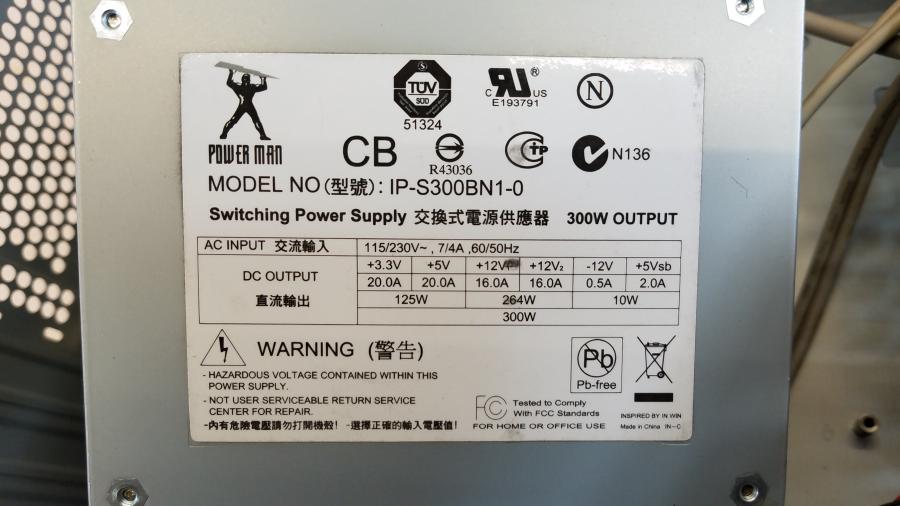 TÜV
SÜD
51324
c RU US ®
E193791
N
POWER MAN
CB
R43036
N136
MODEL NO (型號): IP-S300BN1-0
Switching Power Supply 交換式電源供應器 300W OUTPUT
AC INPUT 交流輸入 115/230V~ , 7/4A ,60/50Hz
DC OUTPUT
直流輸出
+3.3V +5V +12V +12V₂ -12V +5Vsb
20.0A 20.0A 16.0A 16.0A 0.5A 2.0A
125W 264W 10W
300W
WARNING (警告)
- HAZARDOUS VOLTAGE CONTAINED WITHIN THIS
POWER SUPPLY.
- NOT USER SERVICEABLE RETURN SERVICE
CENTER FOR REPAIR.
-內有危險電壓請勿打開機殼! -選擇正確的輸入電壓值!
Pb
Pb-free
FC Tested to Comply
With FCC Standards
FOR HOME OR OFFICE USE
INSPIRED BY IN WIN
Made in China IN-C